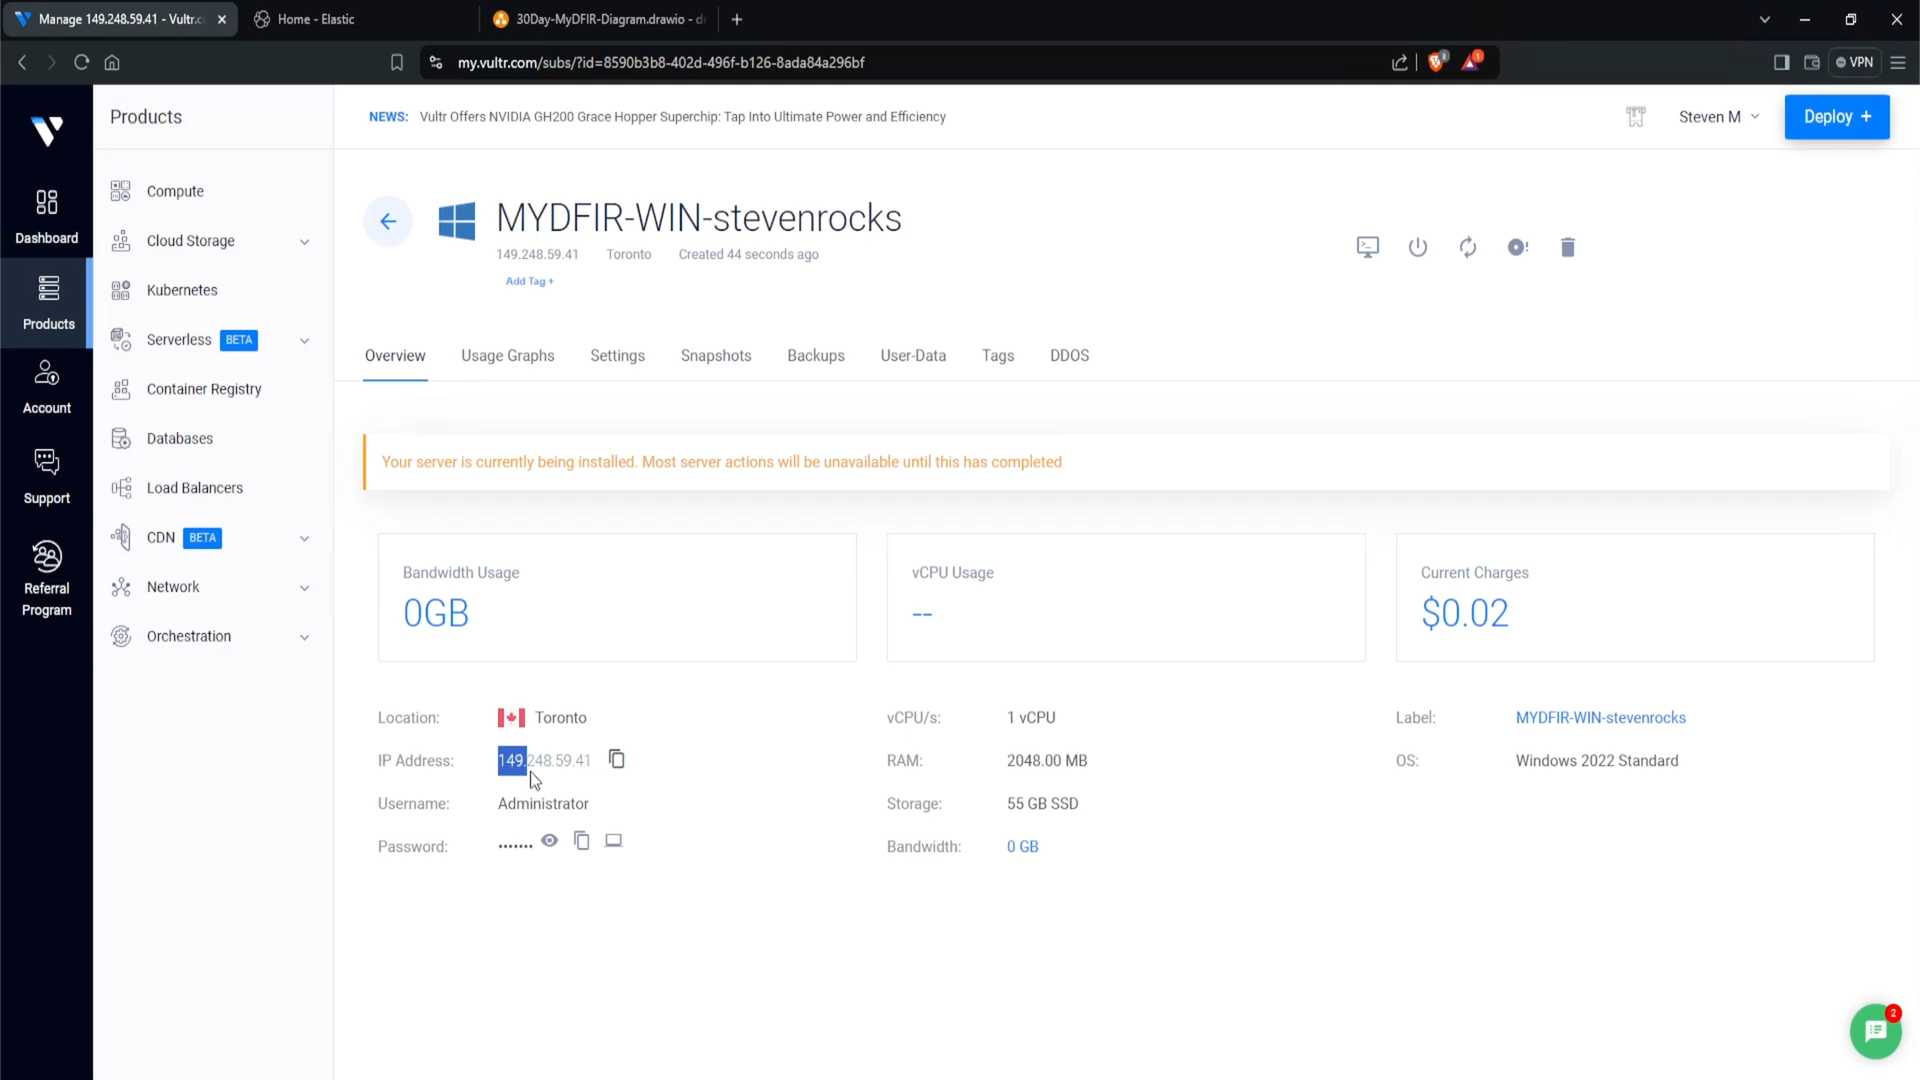 Manage 149.248.59.41 - Vultr.c
Home - Elastic
30Day-MyDFIR-Diagram.drawio - d
my.vultr.com/subs/?id=8590b3b8-402d-496f-b126-8ada84a296bf
3
1
VPN
Products
NEWS: Vultr Offers NVIDIA GH200 Grace Hopper Superchip: Tap Into Ultimate Power and Efficiency
Steven M
Deploy +
Dashboard
Products
Account
Support
Referral
Program
Compute
Cloud Storage
Kubernetes
Serverless BETA
Container Registry
Databases
Load Balancers
CDN BETA
Network
Orchestration
MYDFIR-WIN-stevenrocks
149.248.59.41 Toronto Created 44 seconds ago
Add Tag +
Overview Usage Graphs Settings Snapshots Backups User-Data Tags DDOS
Your server is currently being installed. Most server actions will be unavailable until this has completed
Bandwidth Usage
0GB
vCPU Usage
--
Current Charges
$0.02
Location: Toronto
IP Address: 149.248.59.41
Username: Administrator
Password: •••••••
vCPU/s: 1 vCPU
RAM: 2048.00 MB
Storage: 55 GB SSD
Bandwidth: 0 GB
Label: MYDFIR-WIN-stevenrocks
OS: Windows 2022 Standard
2